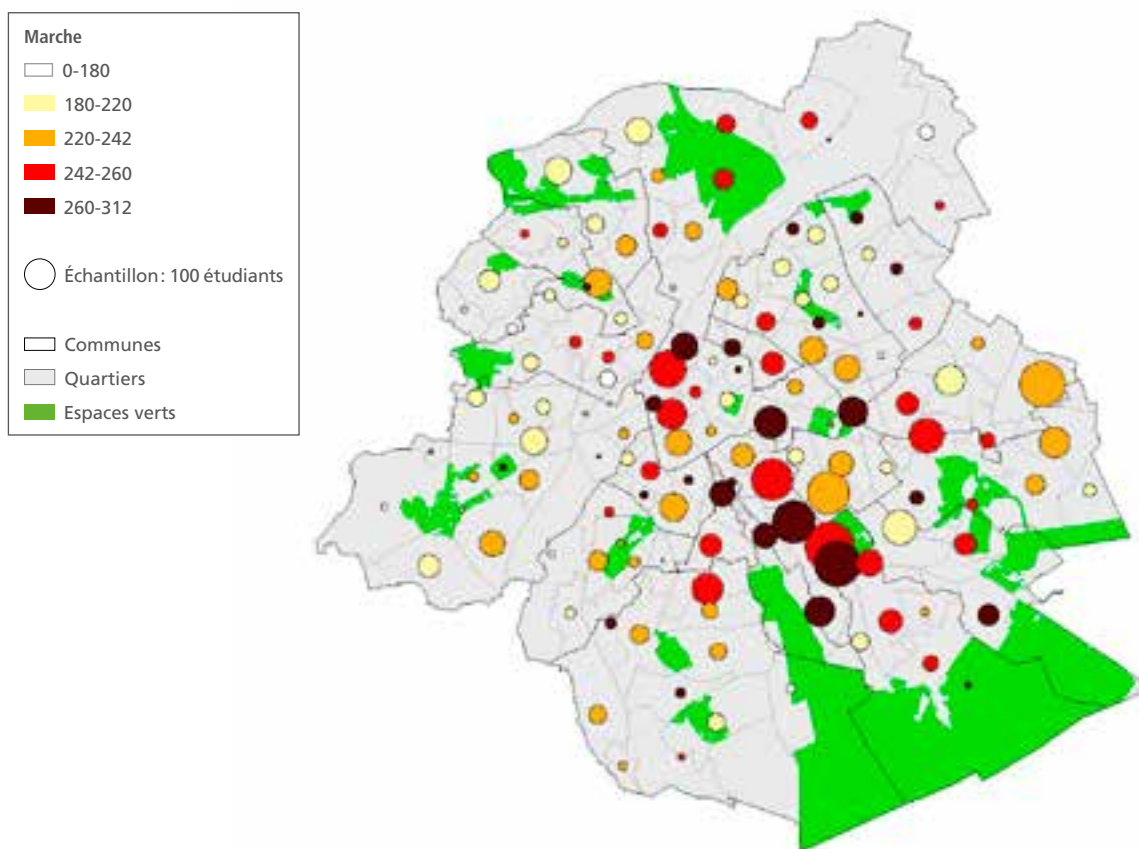 Marche
0-180
180-220
220-242
242-260
260-312
Échantillon : 100 étudiants
Communes
Quartiers
Espaces verts